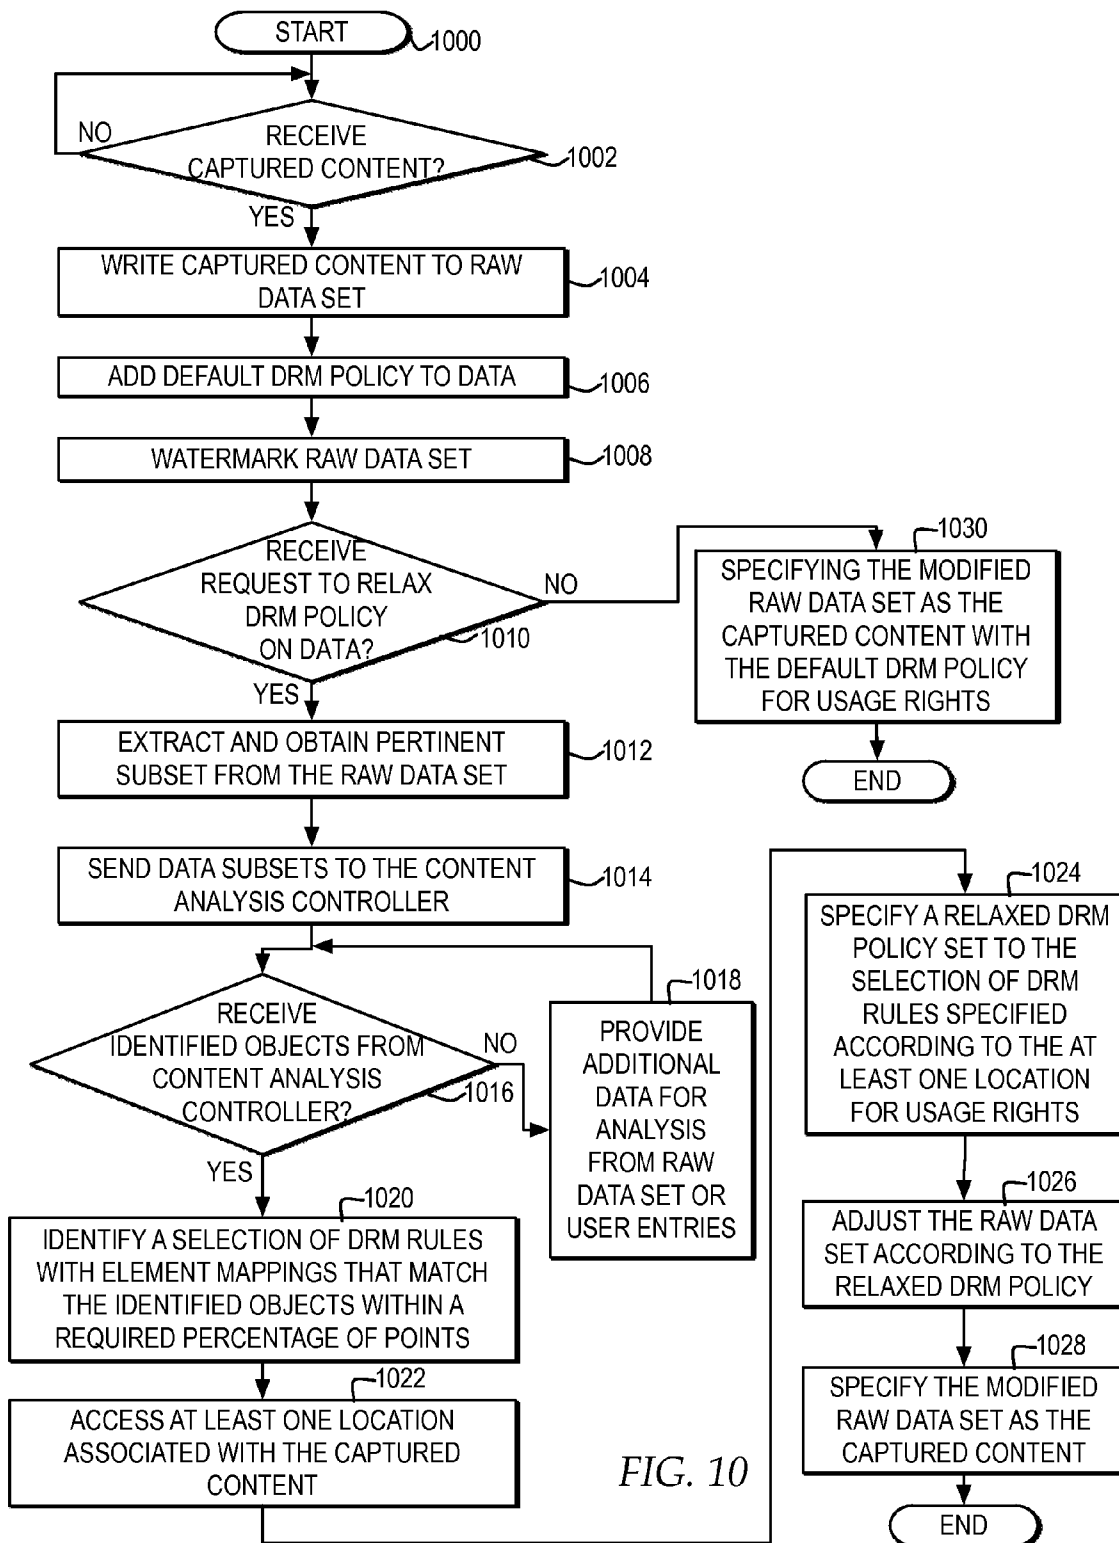 START
1000
RECEIVE
CAPTURED CONTENT?
1002
NO
YES
WRITE CAPTURED CONTENT TO RAW
DATA SET
1004
ADD DEFAULT DRM POLICY TO DATA
1006
WATERMARK RAW DATA SET
1008
RECEIVE
REQUEST TO RELAX
DRM POLICY
ON DATA?
1010
NO
YES
1030
SPECIFYING THE MODIFIED
RAW DATA SET AS THE
CAPTURED CONTENT WITH
THE DEFAULT DRM POLICY
FOR USAGE RIGHTS
END
EXTRACT AND OBTAIN PERTINENT
SUBSET FROM THE RAW DATA SET
1012
SEND DATA SUBSETS TO THE CONTENT
ANALYSIS CONTROLLER
1014
RECEIVE
IDENTIFIED OBJECTS FROM
CONTENT ANALYSIS
CONTROLLER?
1016
NO
YES
1018
PROVIDE
ADDITIONAL
DATA FOR
ANALYSIS
FROM RAW
DATA SET OR
USER ENTRIES
1020
IDENTIFY A SELECTION OF DRM RULES
WITH ELEMENT MAPPINGS THAT MATCH
THE IDENTIFIED OBJECTS WITHIN A
REQUIRED PERCENTAGE OF POINTS
1022
ACCESS AT LEAST ONE LOCATION
ASSOCIATED WITH THE CAPTURED
CONTENT
1024
SPECIFY A RELAXED DRM
POLICY SET TO THE
SELECTION OF DRM
RULES SPECIFIED
ACCORDING TO THE AT
LEAST ONE LOCATION
FOR USAGE RIGHTS
1026
ADJUST THE RAW DATA
SET ACCORDING TO THE
RELAXED DRM POLICY
1028
SPECIFY THE MODIFIED
RAW DATA SET AS THE
CAPTURED CONTENT
END
FIG. 10